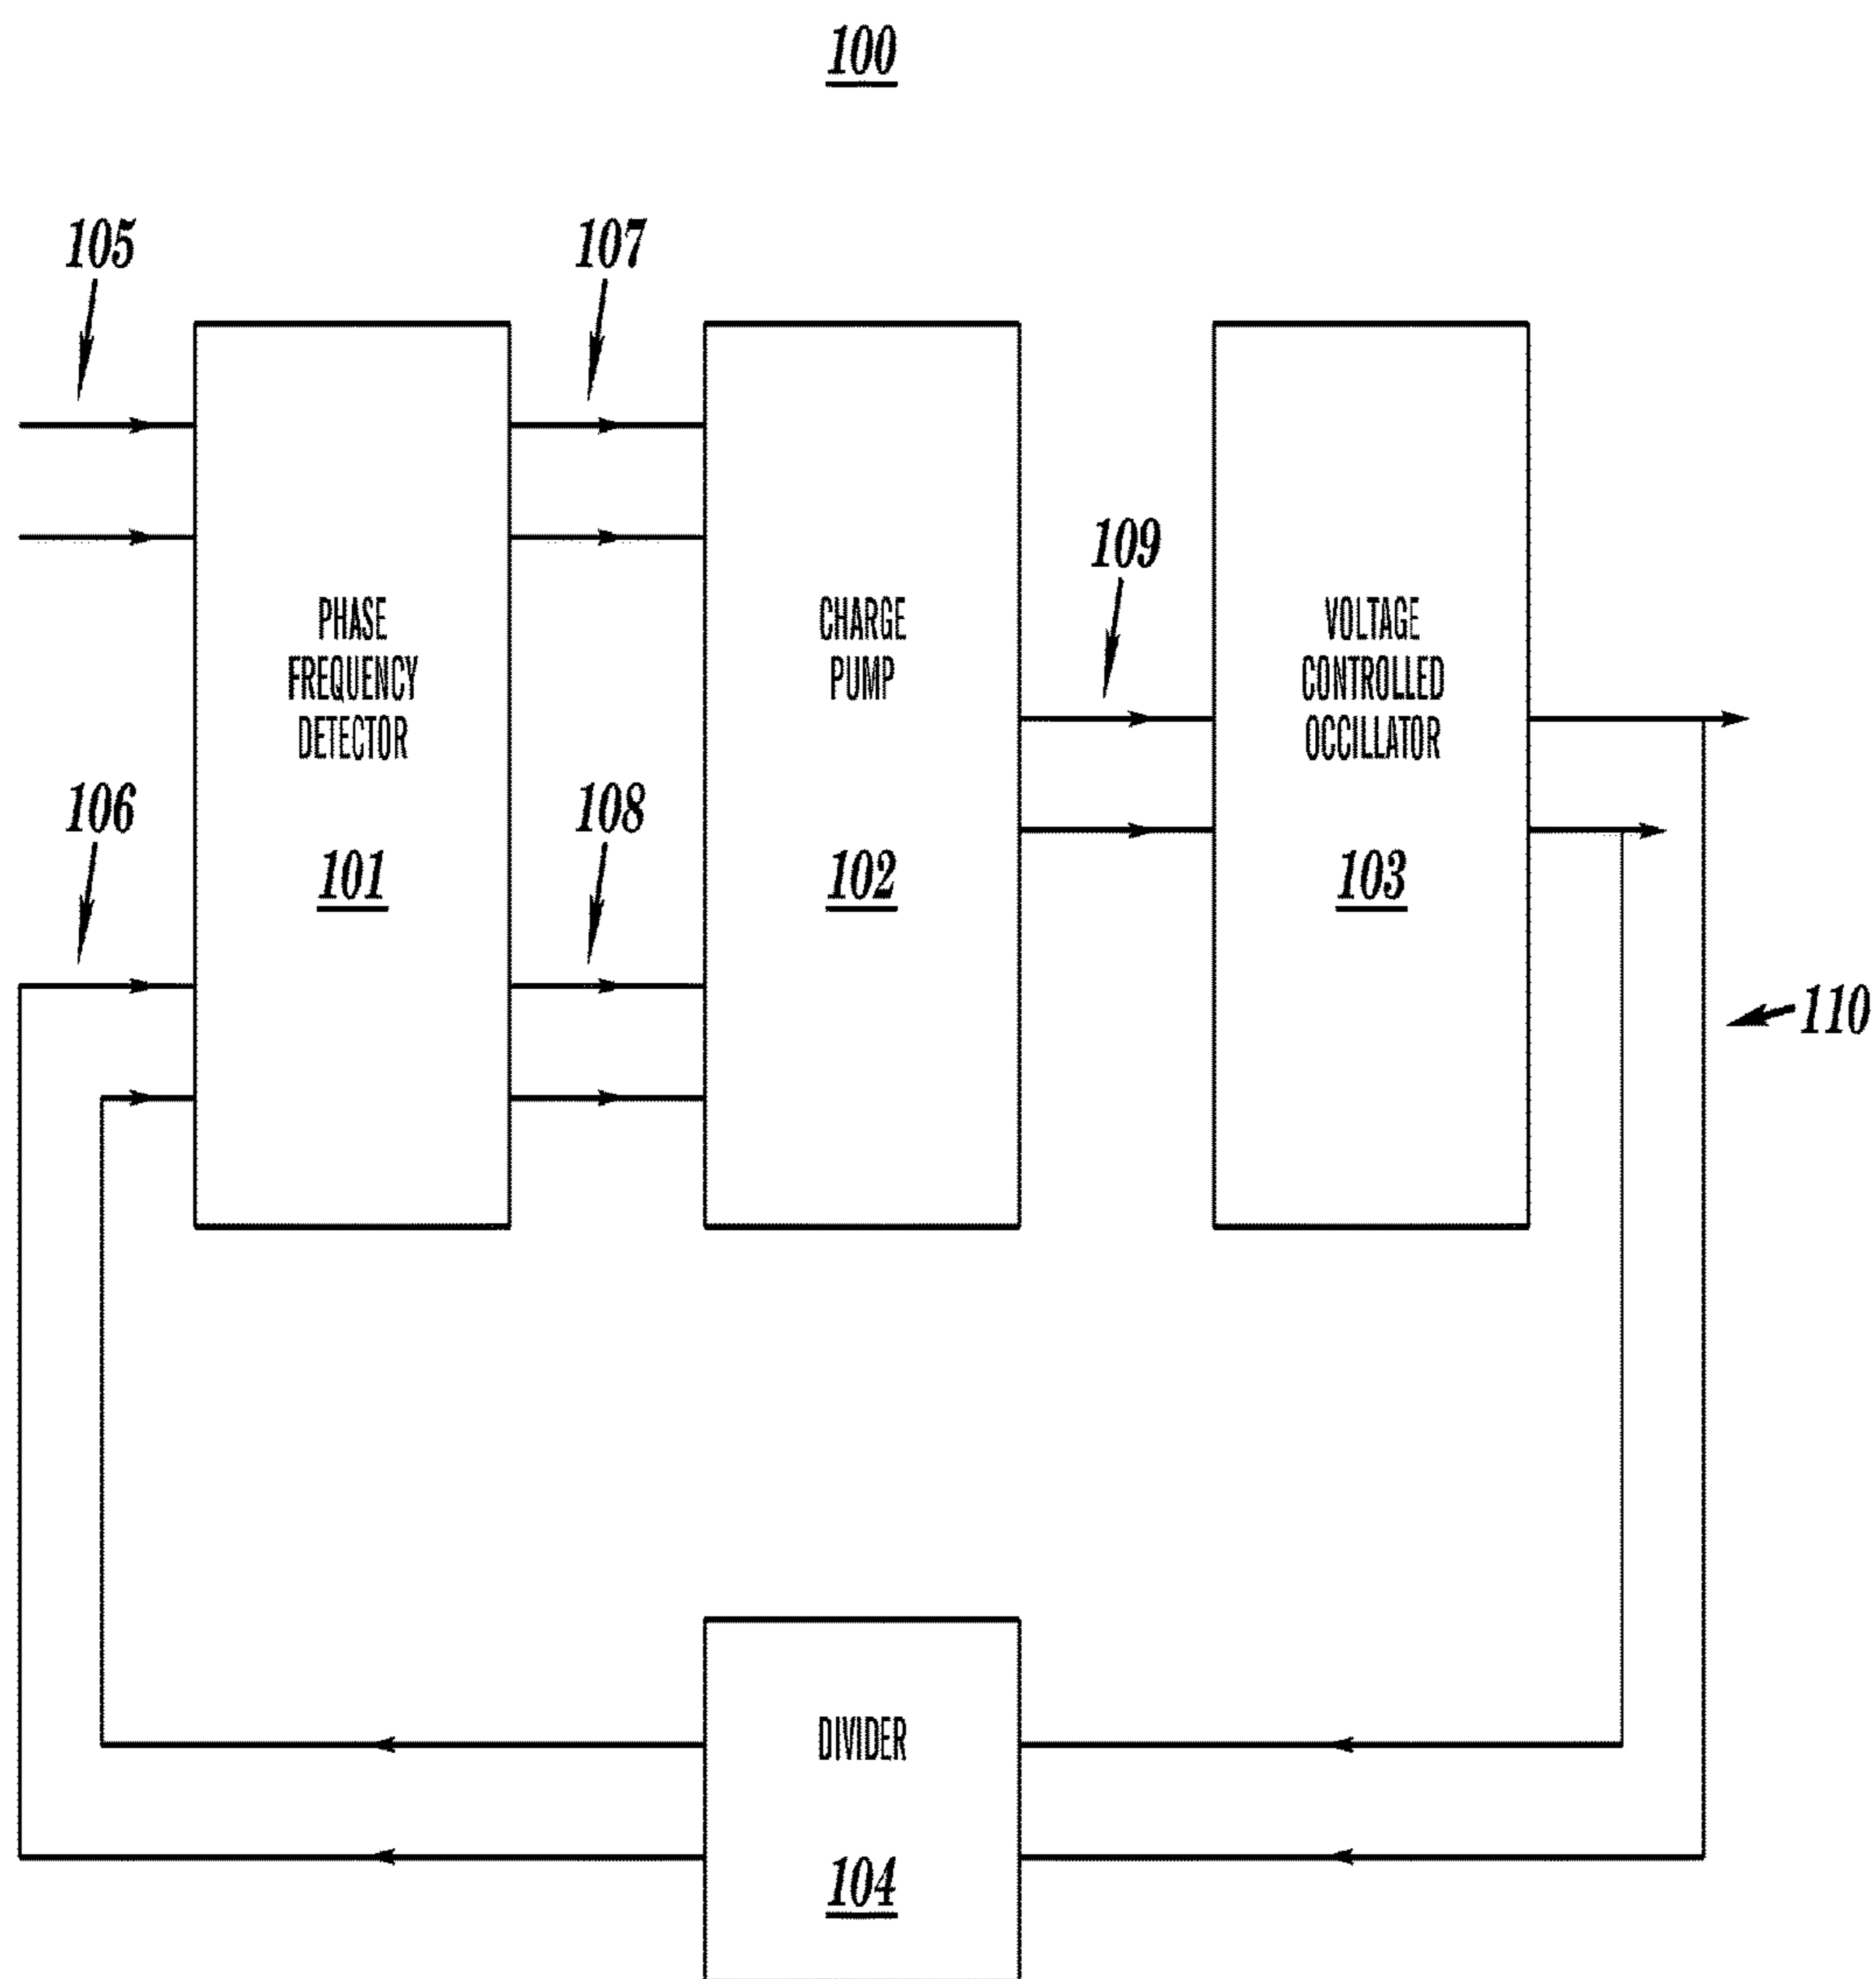 100
105
107
109
PHASE
FREQUENCY
DETECTOR
101
CHARGE
PUMP
102
VOLTAGE
CONTROLLED
OCCILLATOR
103
106
108
110
DIVIDER
104